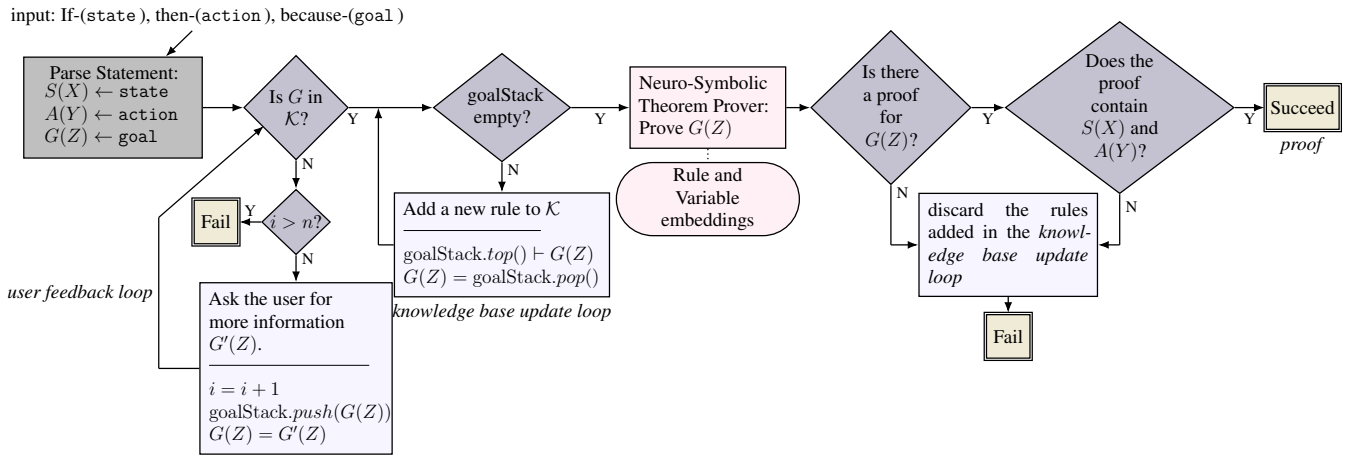 input: If-(state ), then-(action ), because-(goal )
Parse Statement:
S(X) ← state
A(Y) ← action
G(Z) ← goal
Is G in
K?
Y
N
i > n?
Y
Fail
N
Ask the user for
more information
G′(Z).
i = i + 1
goalStack.push(G(Z))
G(Z) = G′(Z)
user feedback loop
goalStack
empty?
Y
N
Add a new rule to K
goalStack.top() ⊢ G(Z)
G(Z) = goalStack.pop()
knowledge base update loop
Neuro-Symbolic
Theorem Prover:
Prove G(Z)
Rule and
Variable
embeddings
Is there
a proof
for
G(Z)?
Y
N
Does the
proof
contain
S(X) and
A(Y)?
Y
N
Succeed
proof
discard the rules
added in the knowl-
edge base update
loop
Fail